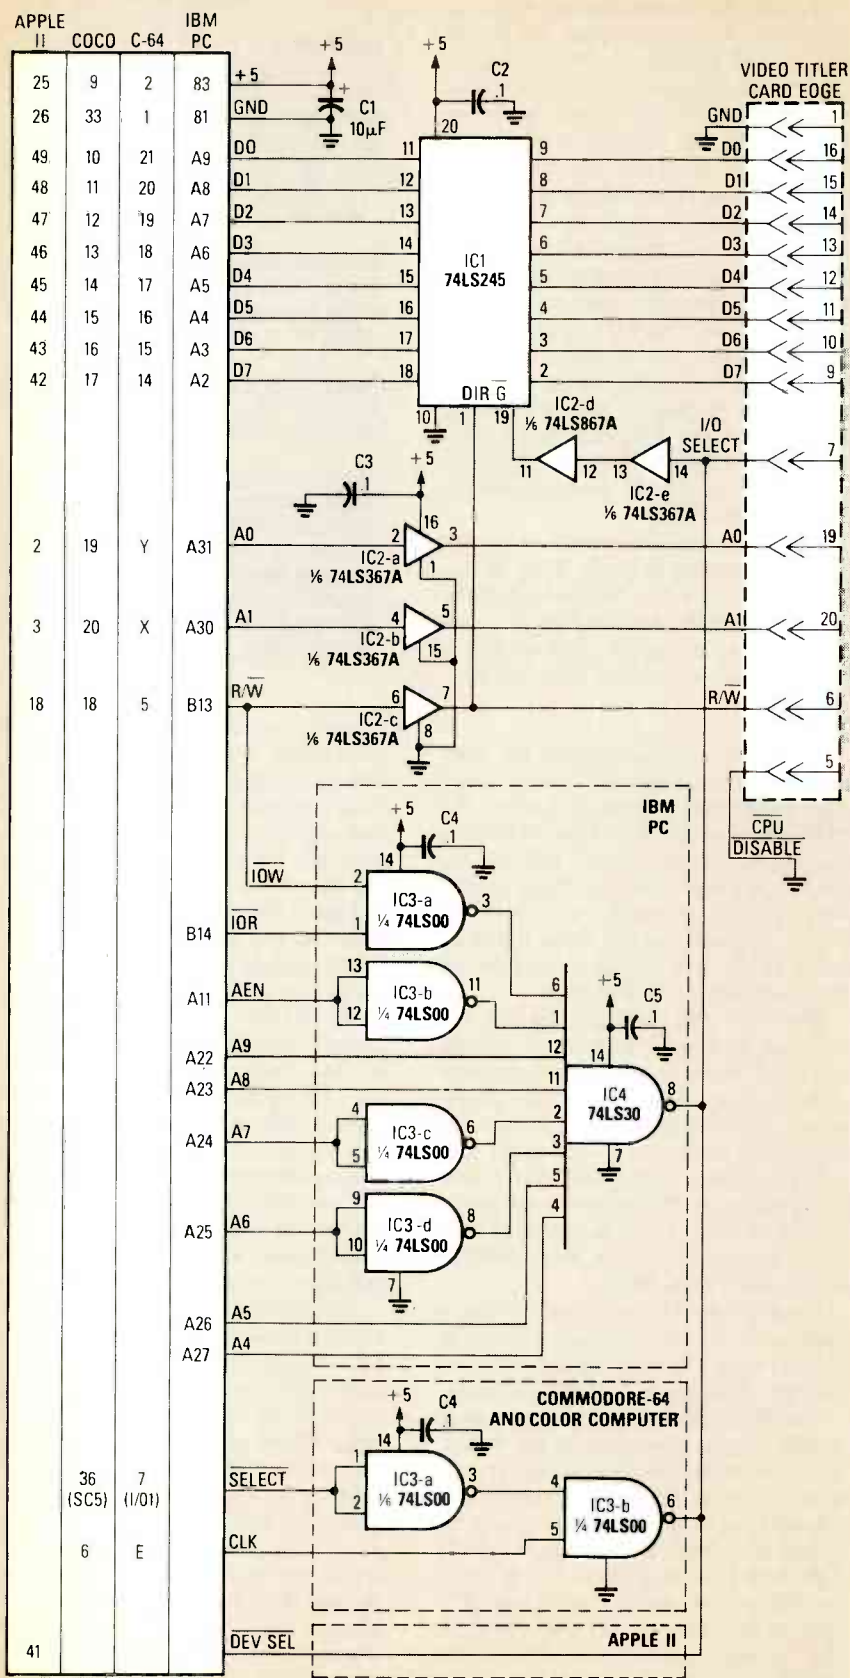 APPLE II COCO C-64 IBM PC
25 9 2 83 +5
26 33 1 81 GND
49 10 21 A9 D0
48 11 20 A8 D1
47 12 19 A7 D2
46 13 18 A6 D3
45 14 17 A5 D4
44 15 16 A4 D5
43 16 15 A3 D6
42 17 14 A2 D7
2 19 Y A31 A0
3 20 X A30 A1
18 18 5 B13 R/W
IOW
B14 IOR
A11 AEN
A22 A9
A23 A8
A24 A7
A25 A6
A26 A5
A27 A4
36 (SC5) 7 (I/01) SELECT
6 E CLK
41 DEV SEL
+5
+
C1
10µF
+5
C2
.1
20
11 9
12 8
13 7
14 6
15 5
16 4
17 3
18 2
IC1
74LS245
DIR G
10 1 19
IC2-d
⅙ 74LS867A
11 12 13 14
IC2-e
⅙ 74LS367A
I/O
SELECT
C3
.1
+5
16
2 3
IC2-a
⅙ 74LS367A
1
4 5
IC2-b
⅙ 74LS367A
15
6 7
IC2-c
⅙ 74LS367A
8
VIDEO TITLER
CARD EOGE
GND 1
D0 16
D1 15
D2 14
D3 13
D4 12
D5 11
D6 10
D7 9
7
A0 19
A1 20
R/W 6
5
CPU
DISABLE
IBM
PC
+5
C4
.1
14
2
1
3
IC3-a
¼ 74LS00
13
12
11
IC3-b
¼ 74LS00
4
5
6
IC3-c
¼ 74LS00
9
10
8
IC3-d
¼ 74LS00
7
+5
C5
.1
14
6
1
12
11
2
3
5
4
IC4
74LS30
8
7
COMMODORE-64
ANO COLOR COMPUTER
+5
C4
.1
14
1
2
3
IC3-a
⅙ 74LS00
4
5
6
IC3-b
¼ 74LS00
APPLE II